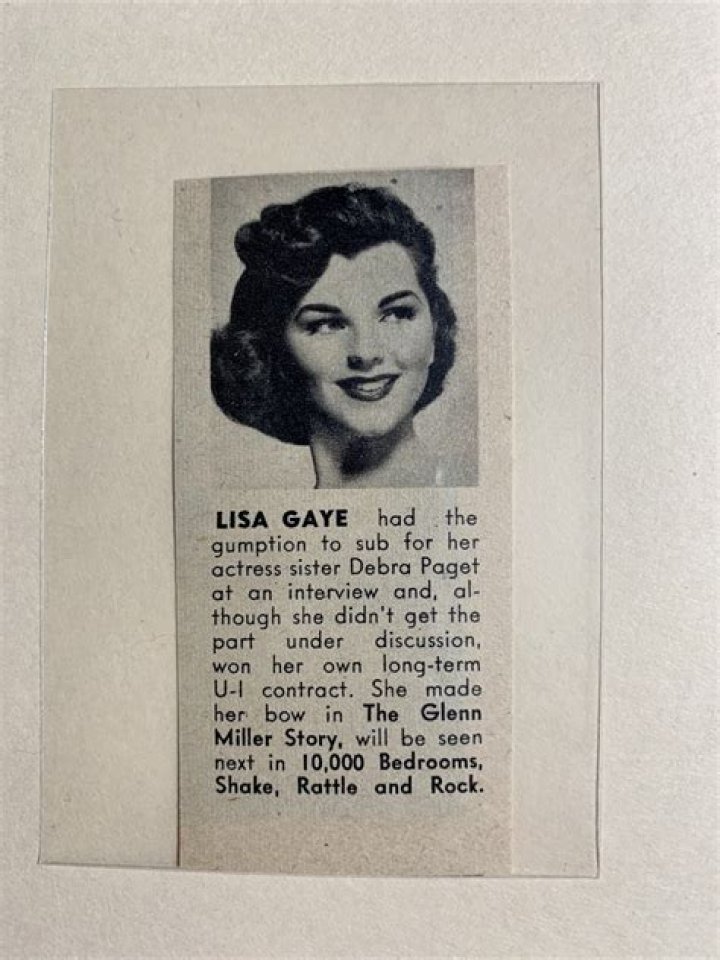 LISA GAYE had the
gumption to sub for her
actress sister Debra Paget
at an interview and, al-
though she didn't get the
part under discussion,
won her own long-term
U-I contract. She made
her bow in The Glenn
Miller Story, will be seen
next in 10,000 Bedrooms,
Shake, Rattle and Rock.